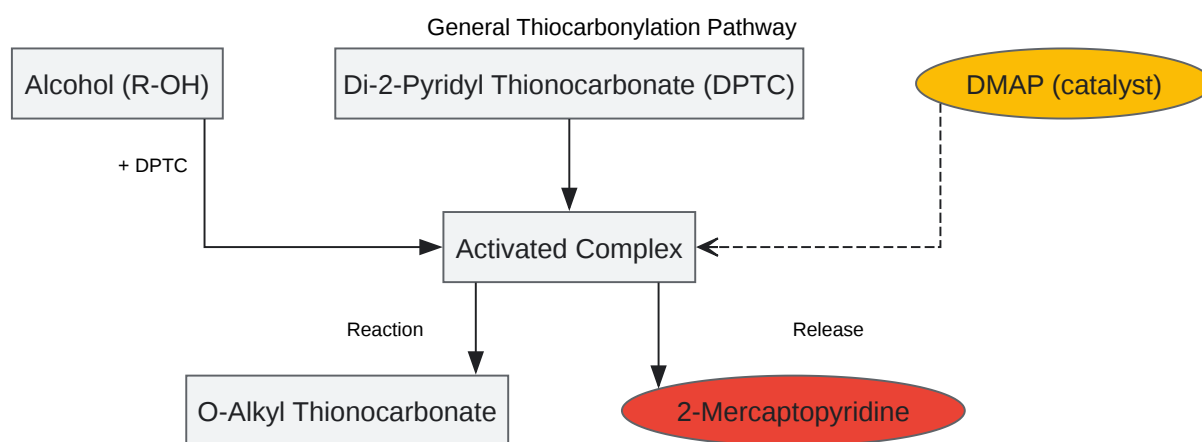 General Thiocarbonylation Pathway
Alcohol (R-OH)
Di-2-Pyridyl Thionocarbonate (DPTC)
DMAP (catalyst)
+ DPTC
Activated Complex
Reaction
Release
O-Alkyl Thionocarbonate
2-Mercaptopyridine